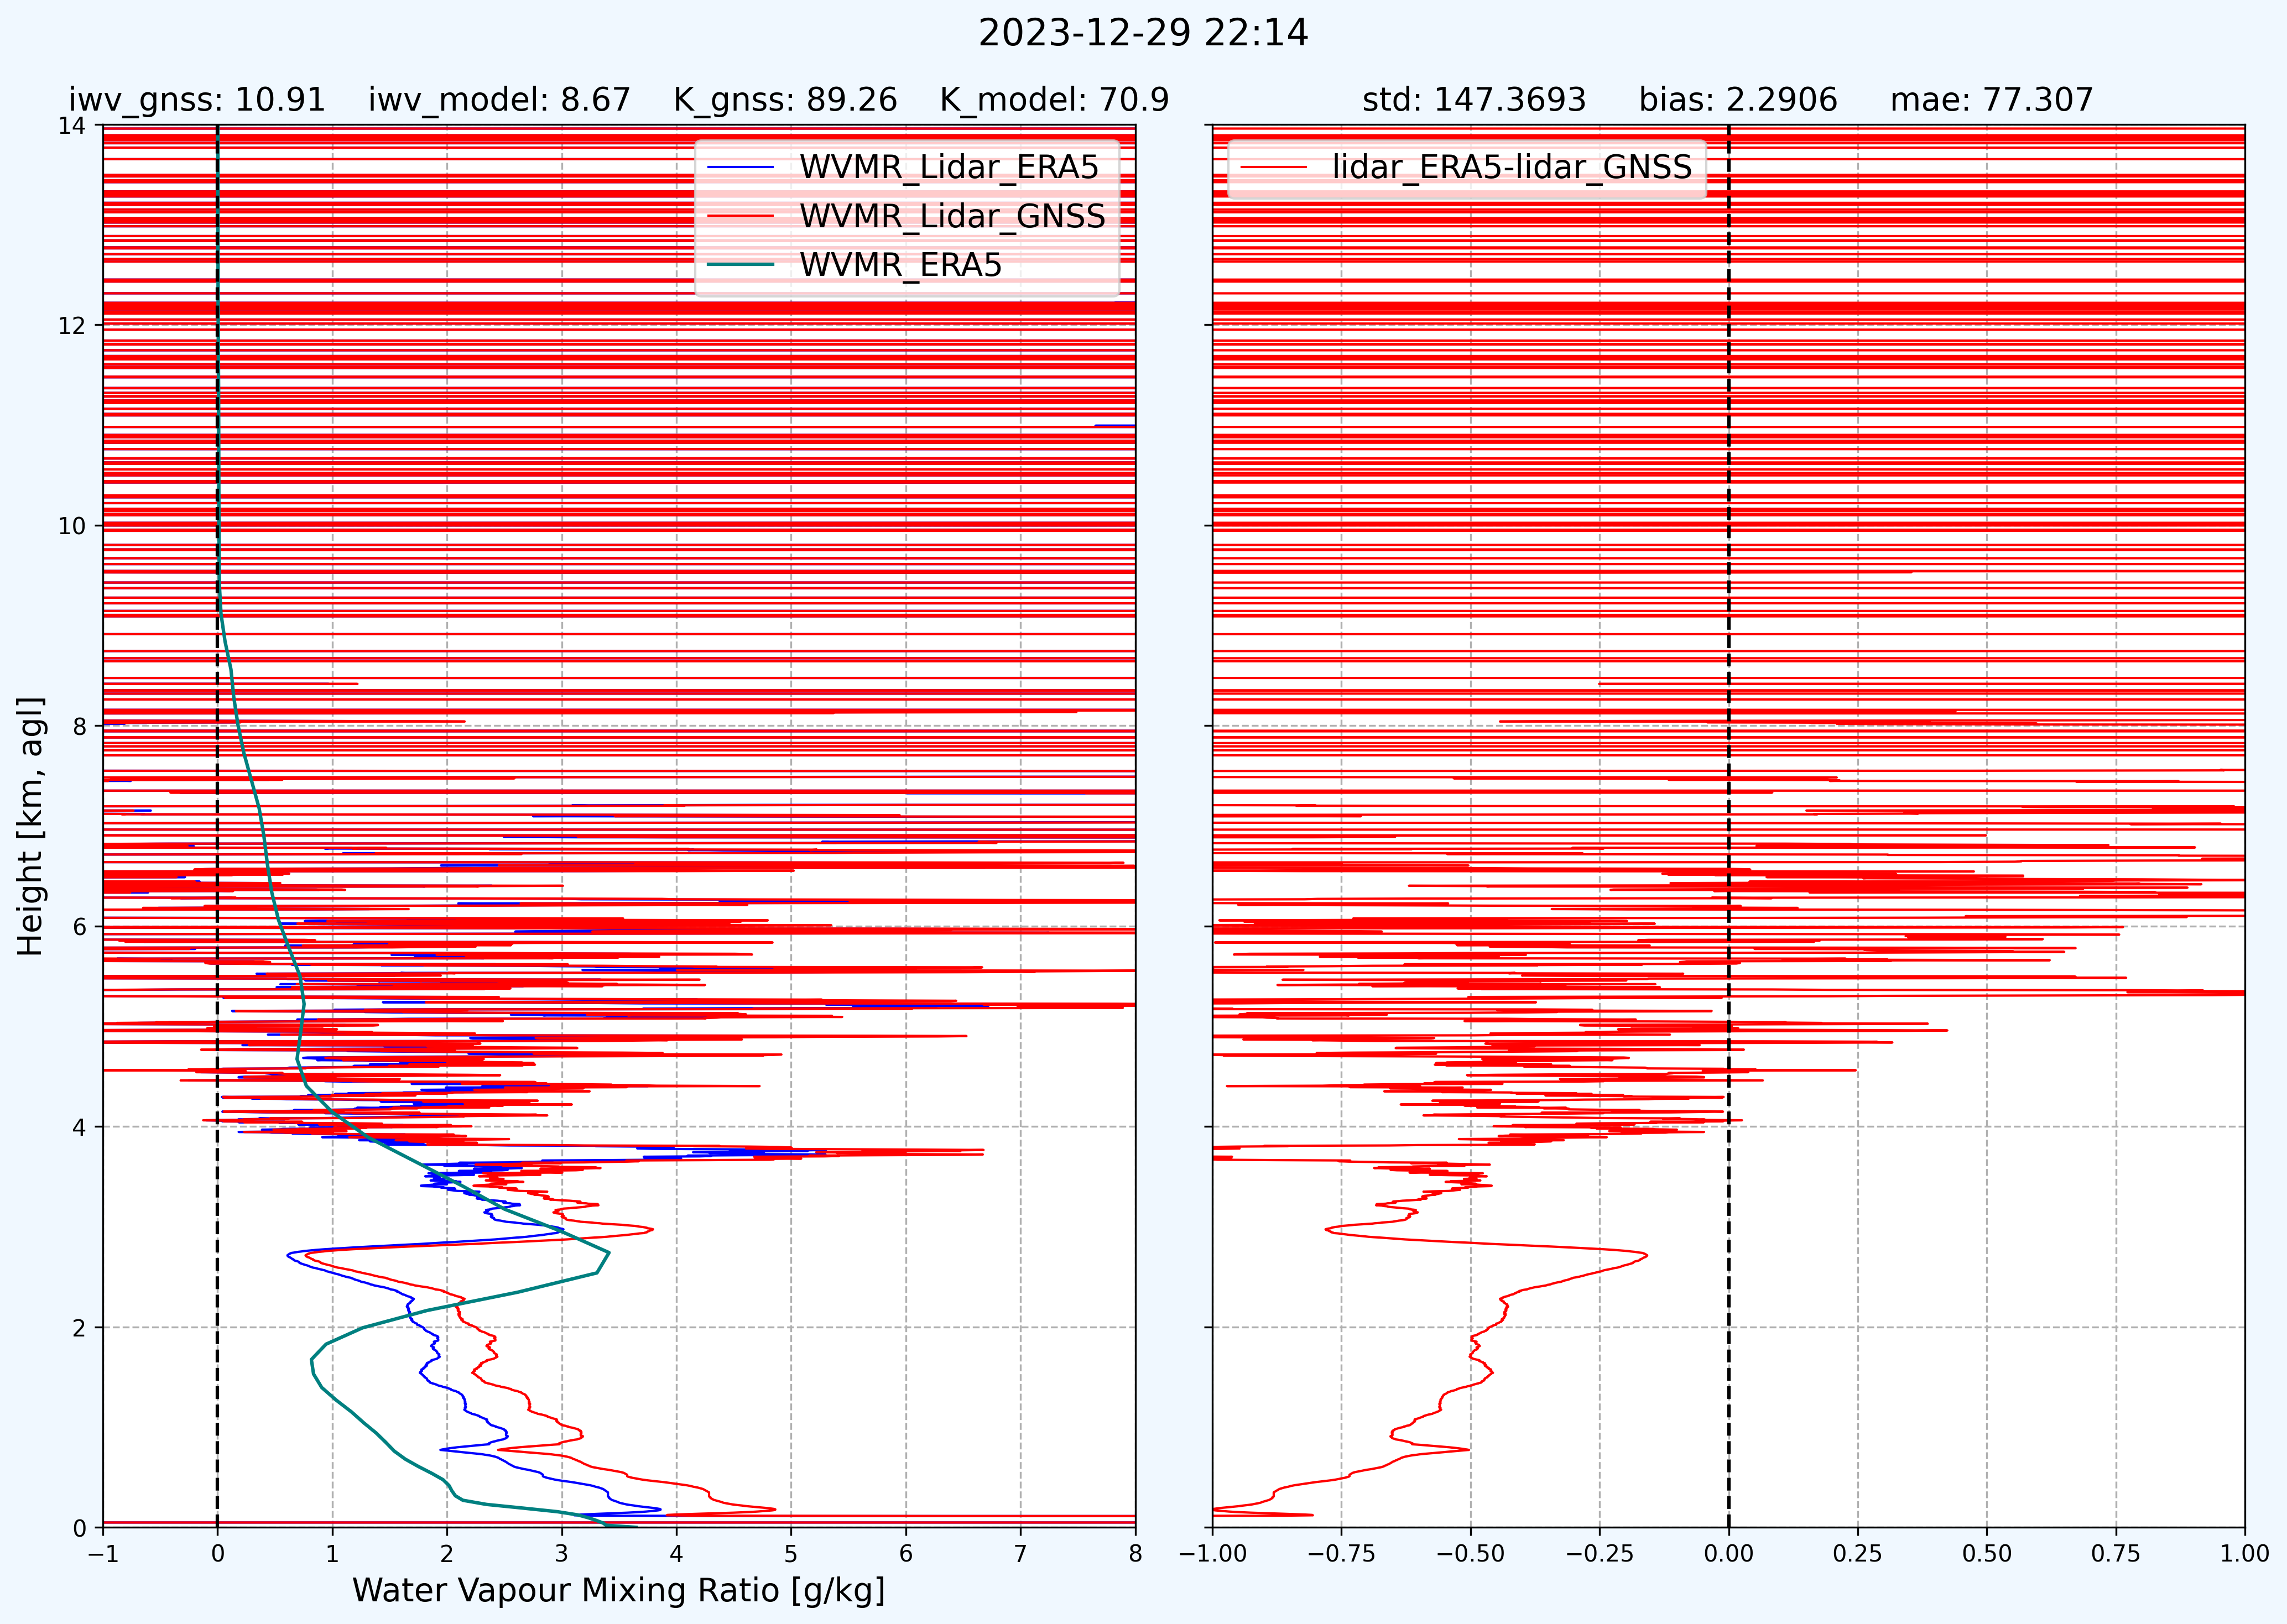 2023-12-29 22:14
iwv_gnss: 10.91 iwv_model: 8.67 K_gnss: 89.26 K_model: 70.9
std: 147.3693 bias: 2.2906 mae: 77.307
WVMR_Lidar_ERA5
WVMR_Lidar_GNSS
WVMR_ERA5
lidar_ERA5-lidar_GNSS
Height [km, agl]
14
12
10
8
6
4
2
0
−1 0 1 2 3 4 5 6 7 8
Water Vapour Mixing Ratio [g/kg]
−1.00 −0.75 −0.50 −0.25 0.00 0.25 0.50 0.75 1.00